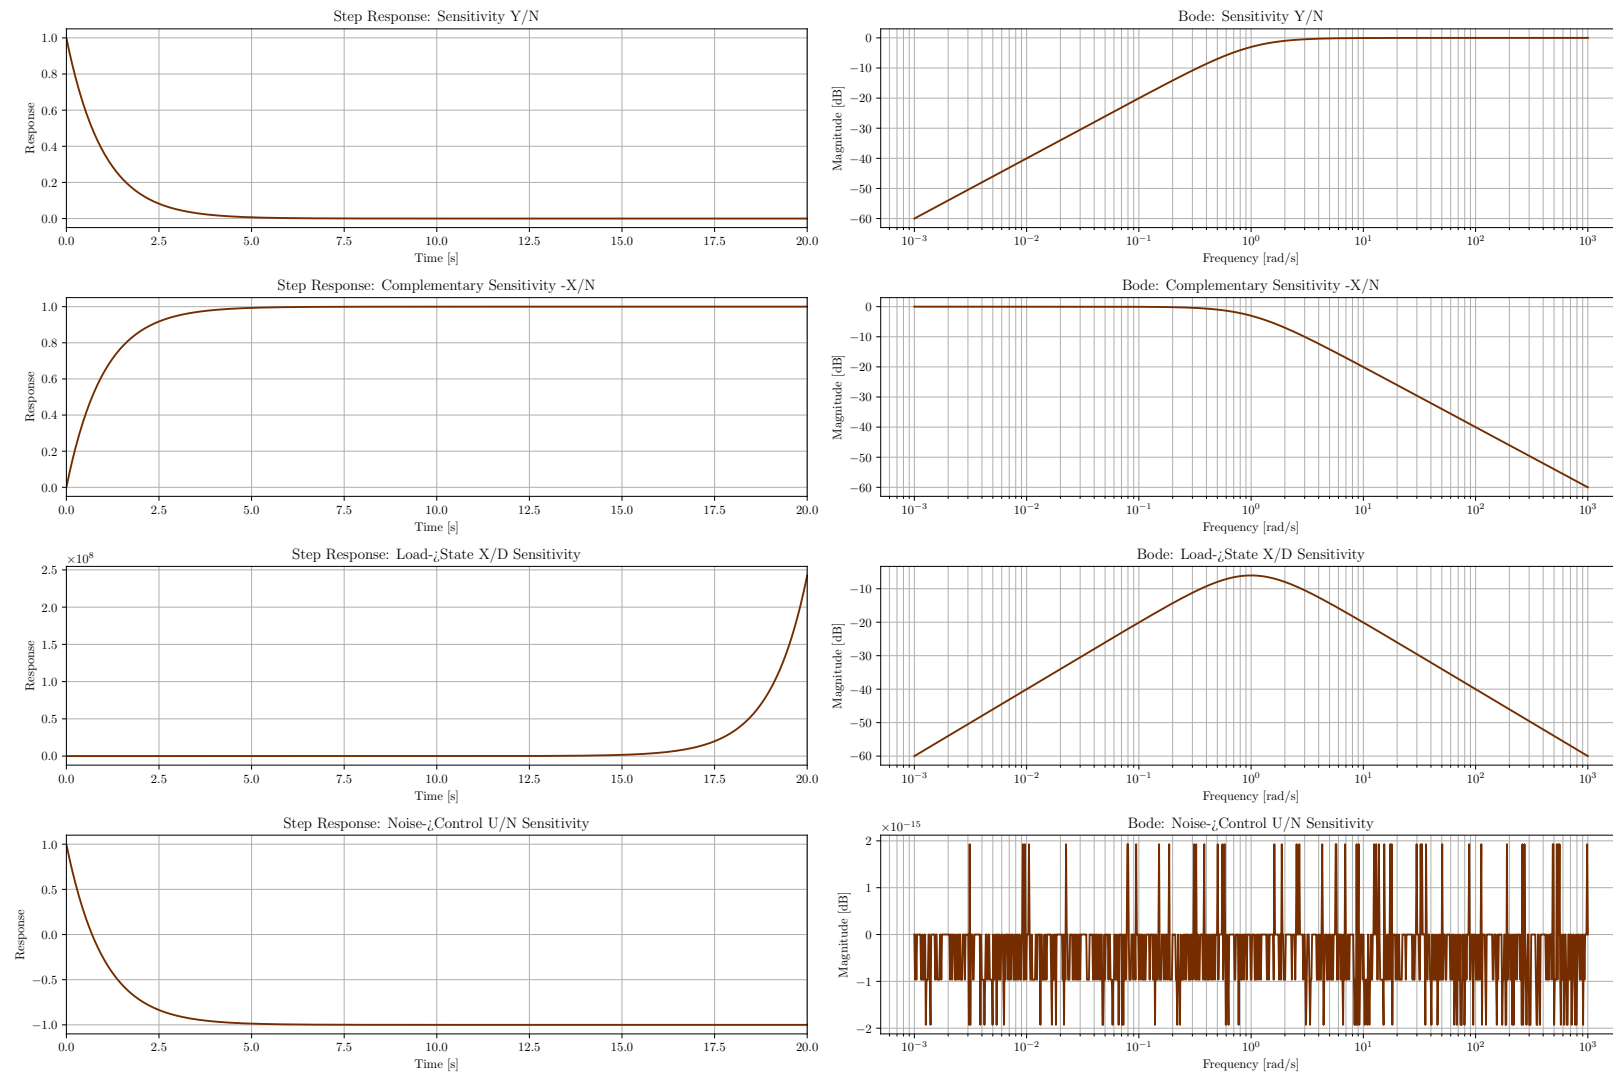 Step Response: Sensitivity Y/N
Response
1.0
0.8
0.6
0.4
0.2
0.0
0.0 2.5 5.0 7.5 10.0 12.5 15.0 17.5 20.0
Time [s]
Bode: Sensitivity Y/N
Magnitude [dB]
0
−10
−20
−30
−40
−50
−60
10⁻³ 10⁻² 10⁻¹ 10⁰ 10¹ 10² 10³
Frequency [rad/s]
Step Response: Complementary Sensitivity -X/N
Response
1.0
0.8
0.6
0.4
0.2
0.0
0.0 2.5 5.0 7.5 10.0 12.5 15.0 17.5 20.0
Time [s]
Bode: Complementary Sensitivity -X/N
Magnitude [dB]
0
−10
−20
−30
−40
−50
−60
10⁻³ 10⁻² 10⁻¹ 10⁰ 10¹ 10² 10³
Frequency [rad/s]
Step Response: Load-¿State X/D Sensitivity
×10⁸
Response
2.5
2.0
1.5
1.0
0.5
0.0
0.0 2.5 5.0 7.5 10.0 12.5 15.0 17.5 20.0
Time [s]
Bode: Load-¿State X/D Sensitivity
Magnitude [dB]
−10
−20
−30
−40
−50
−60
10⁻³ 10⁻² 10⁻¹ 10⁰ 10¹ 10² 10³
Frequency [rad/s]
Step Response: Noise-¿Control U/N Sensitivity
Response
1.0
0.5
0.0
−0.5
−1.0
0.0 2.5 5.0 7.5 10.0 12.5 15.0 17.5 20.0
Time [s]
Bode: Noise-¿Control U/N Sensitivity
×10⁻¹⁵
Magnitude [dB]
2
1
0
−1
−2
10⁻³ 10⁻² 10⁻¹ 10⁰ 10¹ 10² 10³
Frequency [rad/s]